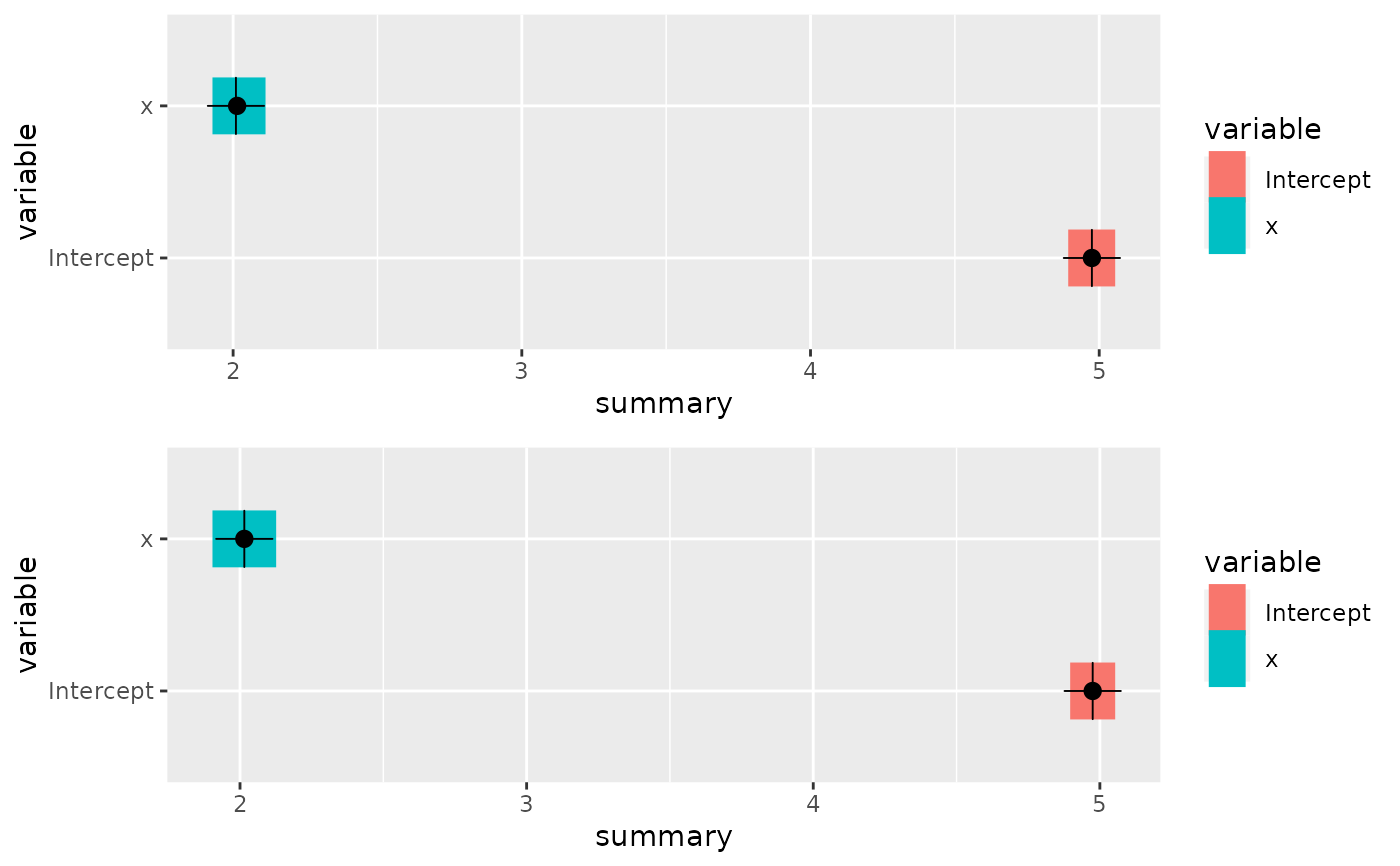 variable
x
Intercept
2 3 4 5
summary
variable
Intercept
x
variable
x
Intercept
2 3 4 5
summary
variable
Intercept
x